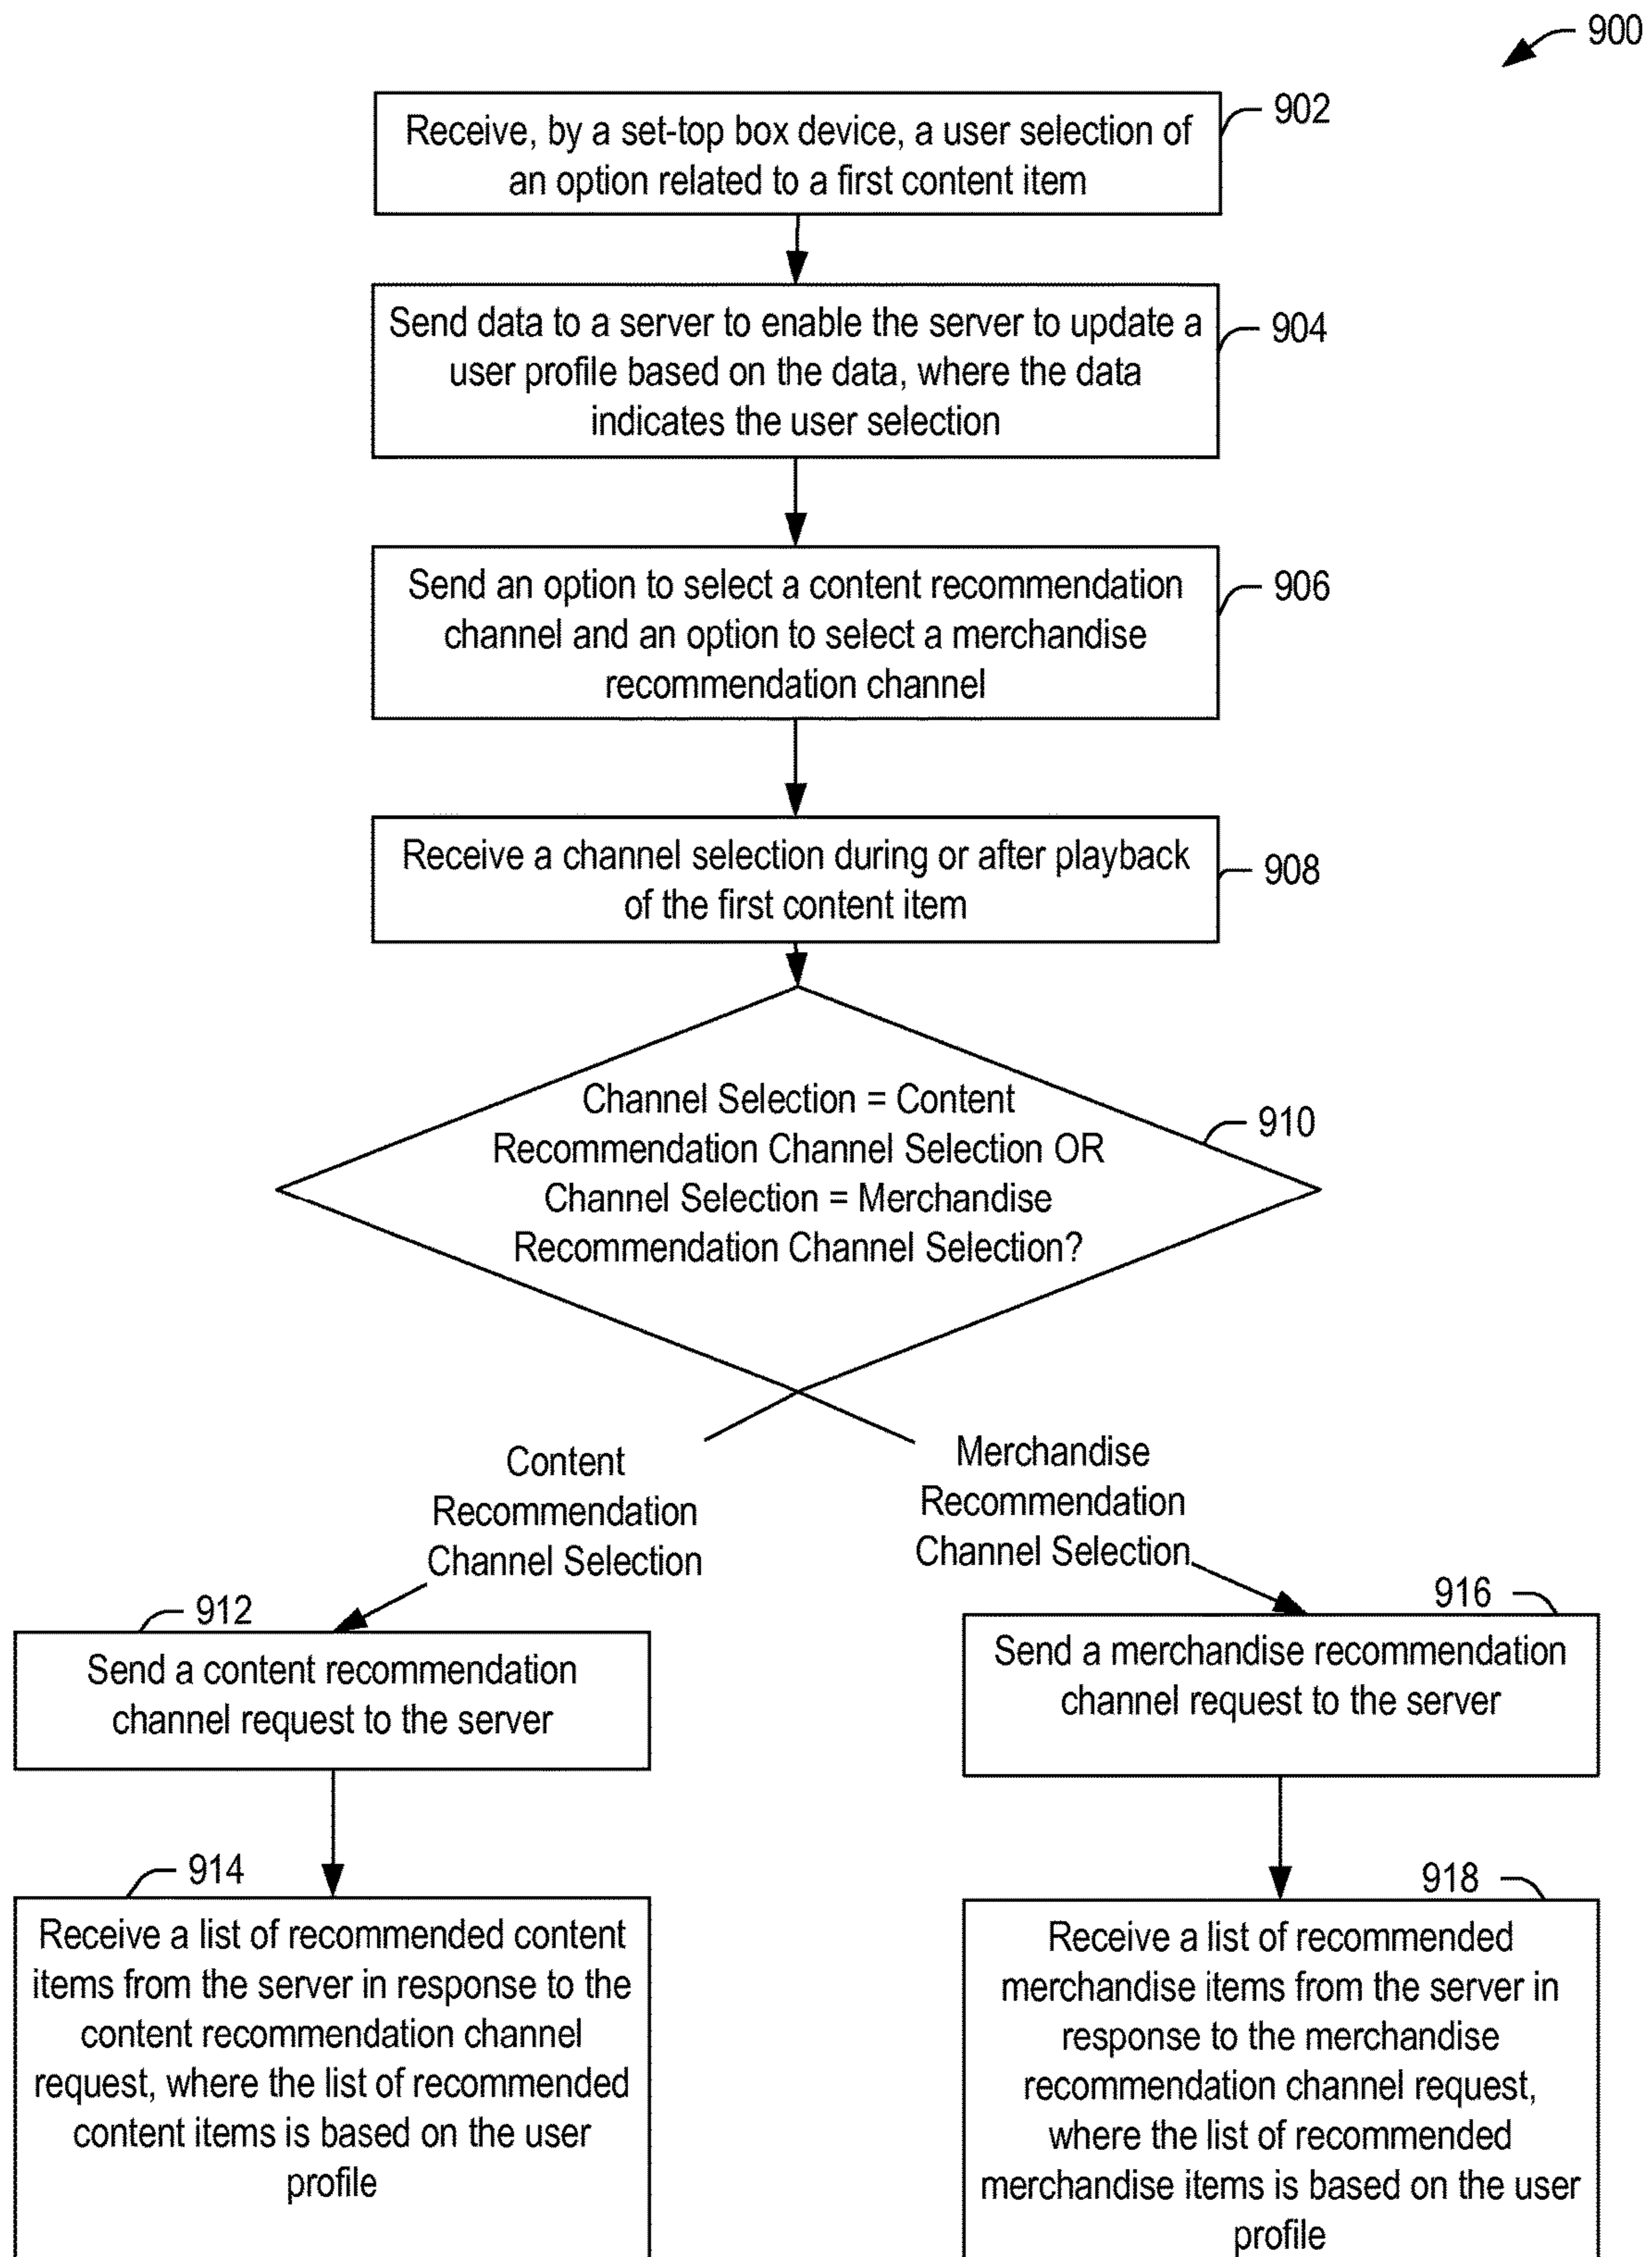 900
Receive, by a set-top box device, a user selection of
an option related to a first content item
902
Send data to a server to enable the server to update a
user profile based on the data, where the data
indicates the user selection
904
Send an option to select a content recommendation
channel and an option to select a merchandise
recommendation channel
906
Receive a channel selection during or after playback
of the first content item
908
Channel Selection = Content
Recommendation Channel Selection OR
Channel Selection = Merchandise
Recommendation Channel Selection?
910
Content
Recommendation
Channel Selection
Merchandise
Recommendation
Channel Selection
912
Send a content recommendation
channel request to the server
916
Send a merchandise recommendation
channel request to the server
914
Receive a list of recommended content
items from the server in response to the
content recommendation channel
request, where the list of recommended
content items is based on the user
profile
918
Receive a list of recommended
merchandise items from the server in
response to the merchandise
recommendation channel request,
where the list of recommended
merchandise items is based on the user
profile